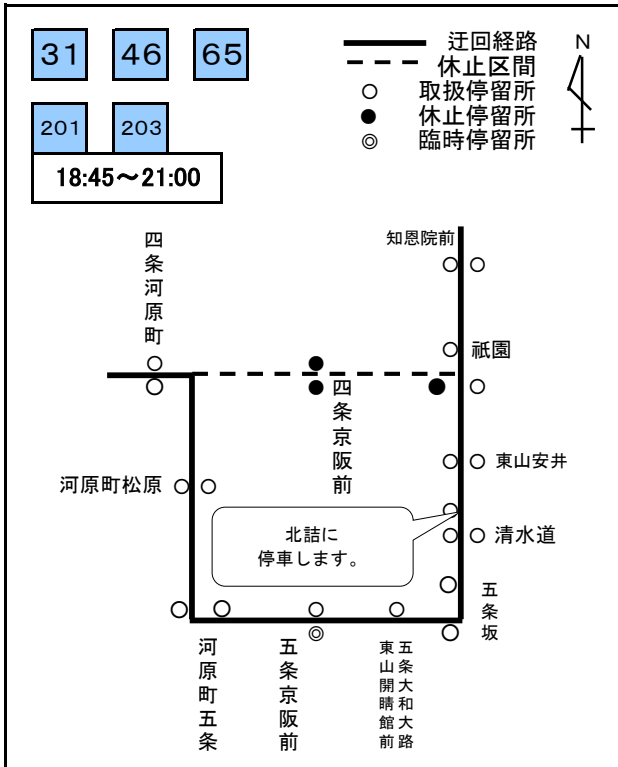 31 46 65
201 203
18:45～21:00
迂回経路
休止区間
取扱停留所
休止停留所
臨時停留所
N
知恩院前
四条河原町
祇園
四条京阪前
東山安井
河原町松原
北詰に
停車します。
清水道
五条坂
河原町五条
五条京阪前
五条大和大路
東山開睛館前